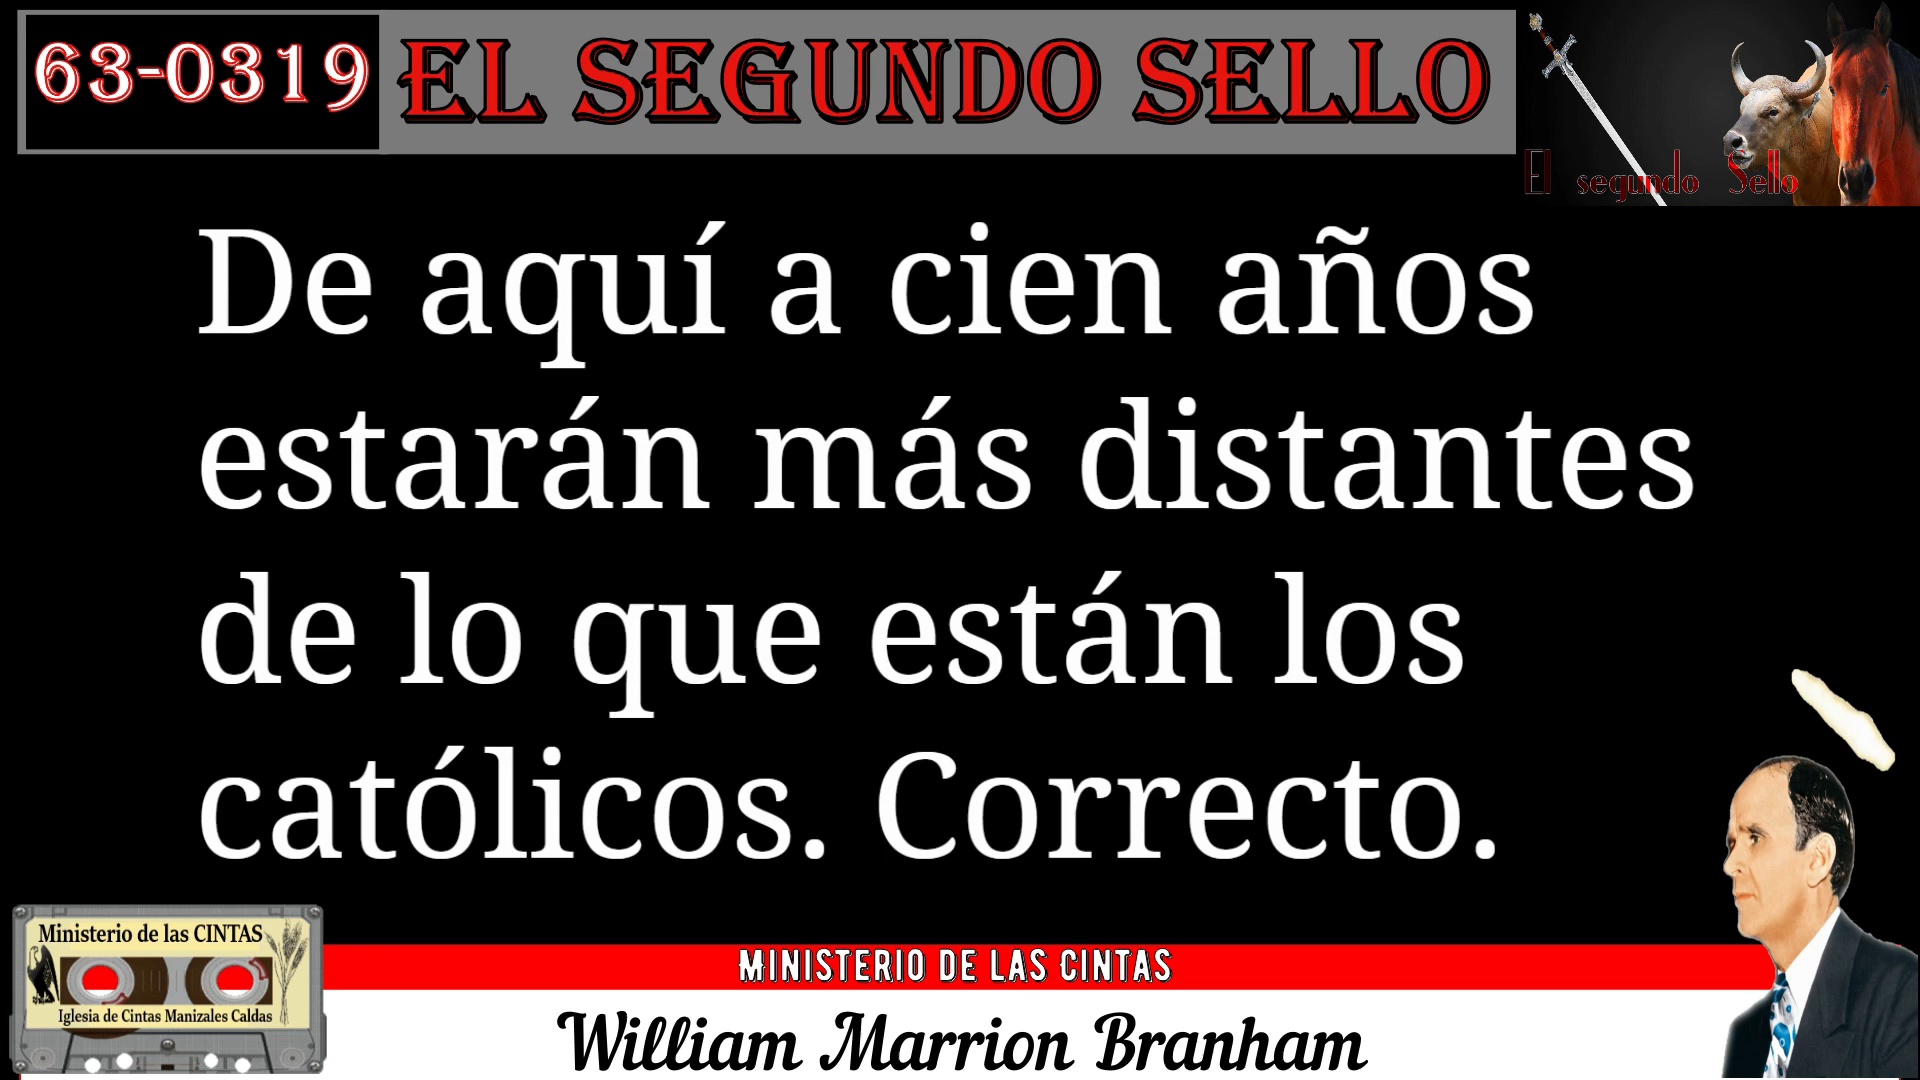 63-0319
EL SEGUNDO SELLO
El segundo Sello
De aquí a cien años
estarán más distantes
de lo que están los
católicos. Correcto.
Ministerio de las CINTAS
Iglesia de Cintas Manizales Caldas
MINISTERIO DE LAS CINTAS
William Marrion Branham